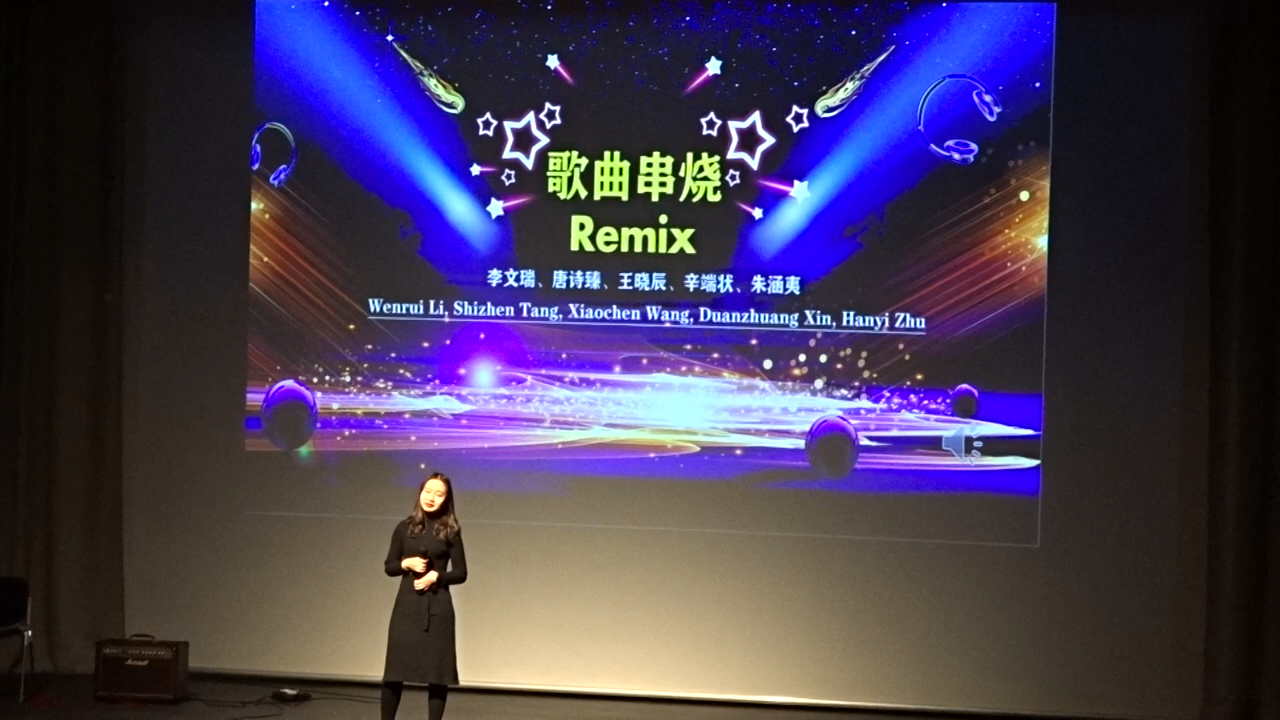 歌曲串烧
Remix
李文瑞、唐诗臻、王晓辰、辛端状、朱涵夷
Wenrui Li, Shizhen Tang, Xiaochen Wang, Duanzhuang Xin, Hanyi Zhu
Marshall